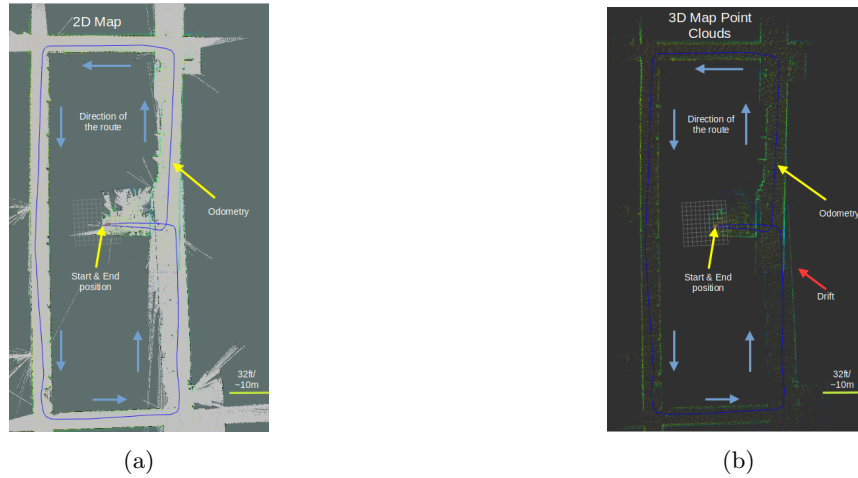 2D Map
Direction of
the route
Odometry
Start & End
position
32ft/
~10m
(a)
3D Map Point
Clouds
Direction of
the route
Odometry
Start & End
position
Drift
32ft/
~10m
(b)